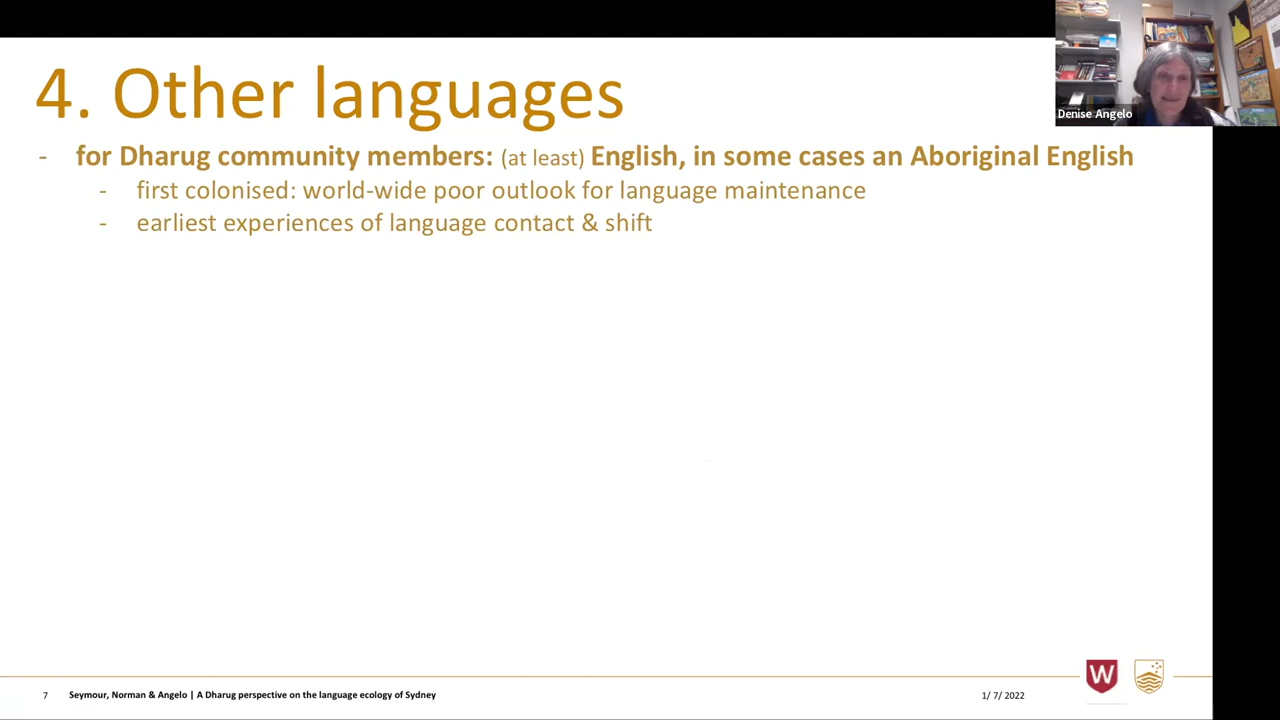 Denise Angelo
4. Other languages
- for Dharug community members: (at least) English, in some cases an Aboriginal English
- first colonised: world-wide poor outlook for language maintenance
- earliest experiences of language contact & shift
7 Seymour, Norman & Angelo | A Dharug perspective on the language ecology of Sydney 1/ 7/ 2022
W